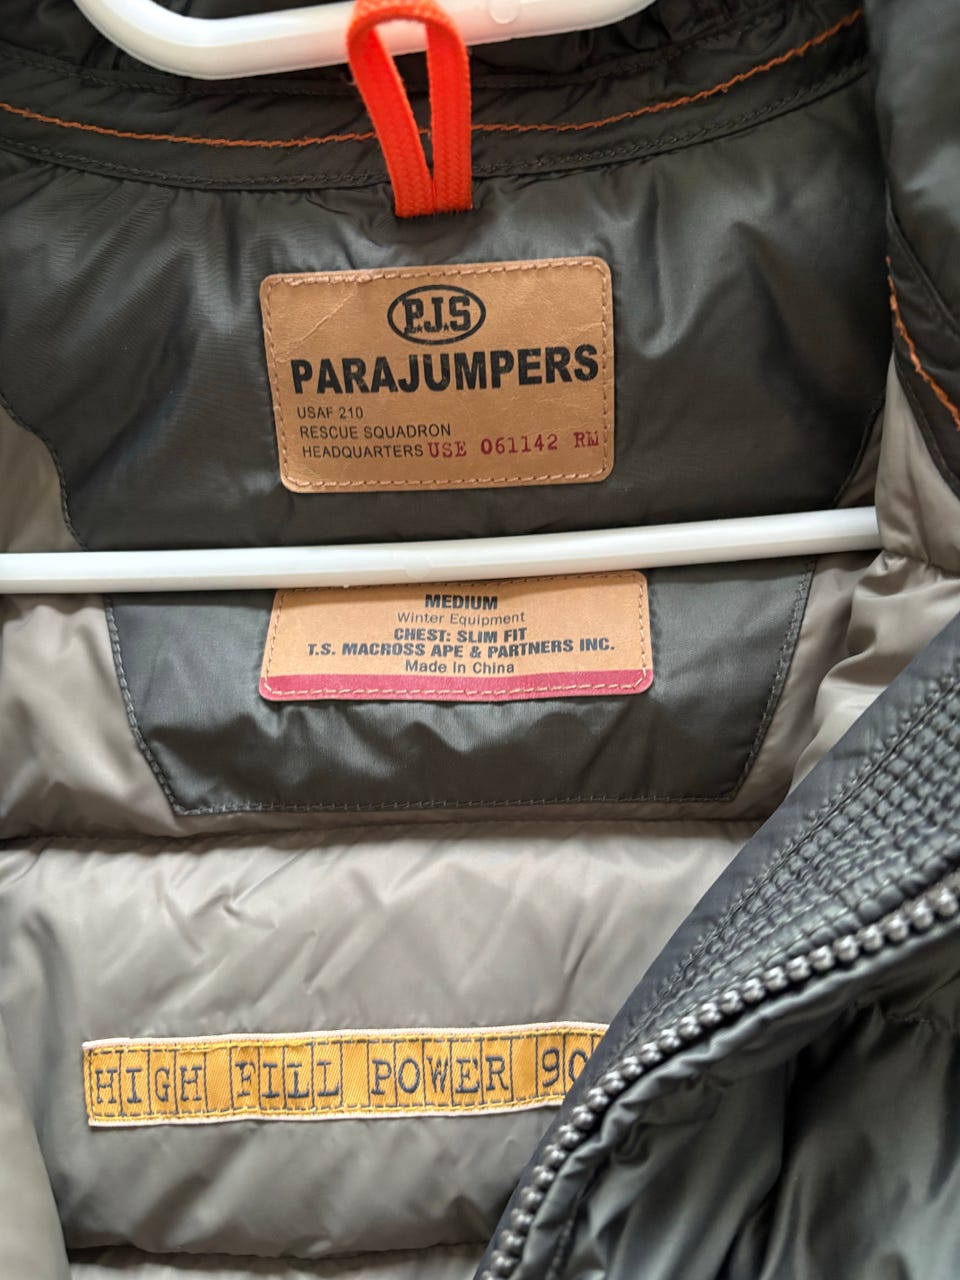 P.J.S
PARAJUMPERS
USAF 210
RESCUE SQUADRON
HEADQUARTERS USE 061142 RM
MEDIUM
Winter Equipment
CHEST: SLIM FIT
T.S. MACROSS APE & PARTNERS INC.
Made In China
HIGH FILL POWER 90